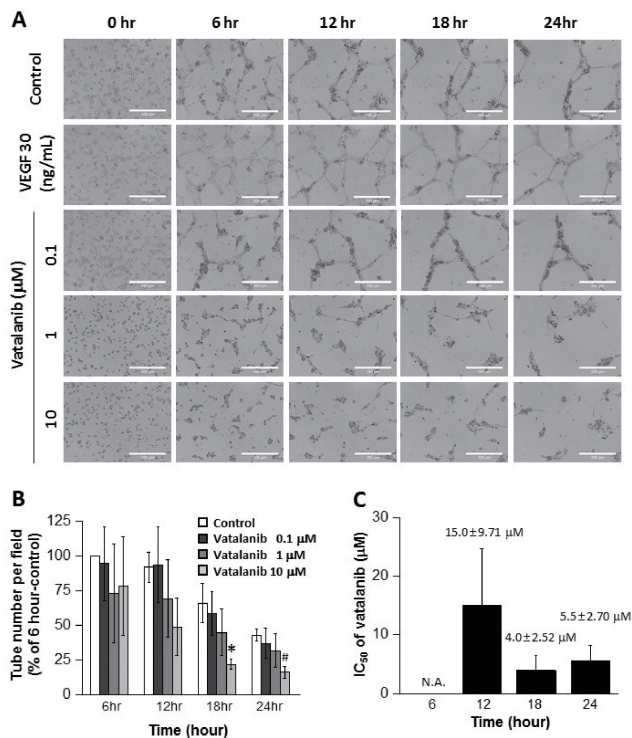 A
0 hr 6 hr 12 hr 18 hr 24hr
Control
VEGF 30
(ng/mL)
Vatalanib (μM)
0.1
1
10
B
Tube number per field
(% of 6 hour-control)
125
100
75
50
25
0
Control
Vatalanib 0.1 μM
Vatalanib 1 μM
Vatalanib 10 μM
*
#
6hr 12hr 18hr 24hr
Time (hour)
C
IC50 of vatalanib (μM)
30
20
10
0
15.0±9.71 μM
4.0±2.52 μM
5.5±2.70 μM
N.A.
6 12 18 24
Time (hour)